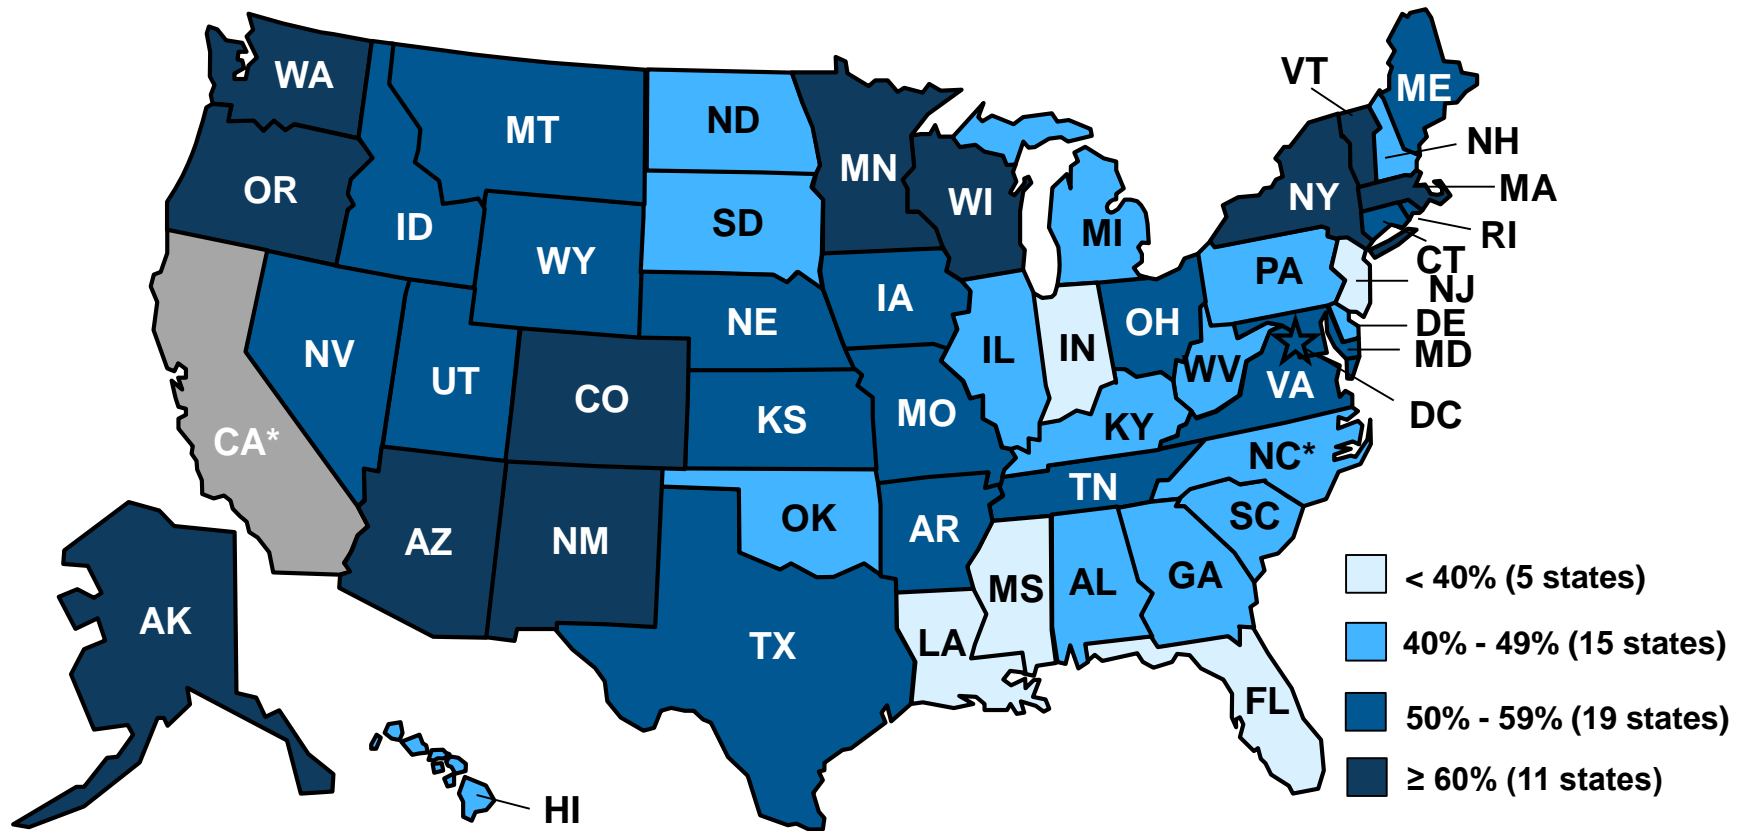 WA
VT
ME
MT
ND
MN
NH
OR
WI
NY
MA
ID
SD
MI
RI
WY
PA
CT
NJ
IA
NE
OH
DE
NV
IL
IN
MD
UT
WV
VA
CO
KS
MO
KY
DC
CA*
NC*
TN
OK
SC
AZ
NM
AR
AL
GA
MS
< 40% (5 states)
AK
TX
LA
40% - 49% (15 states)
FL
50% - 59% (19 states)
≥ 60% (11 states)
HI